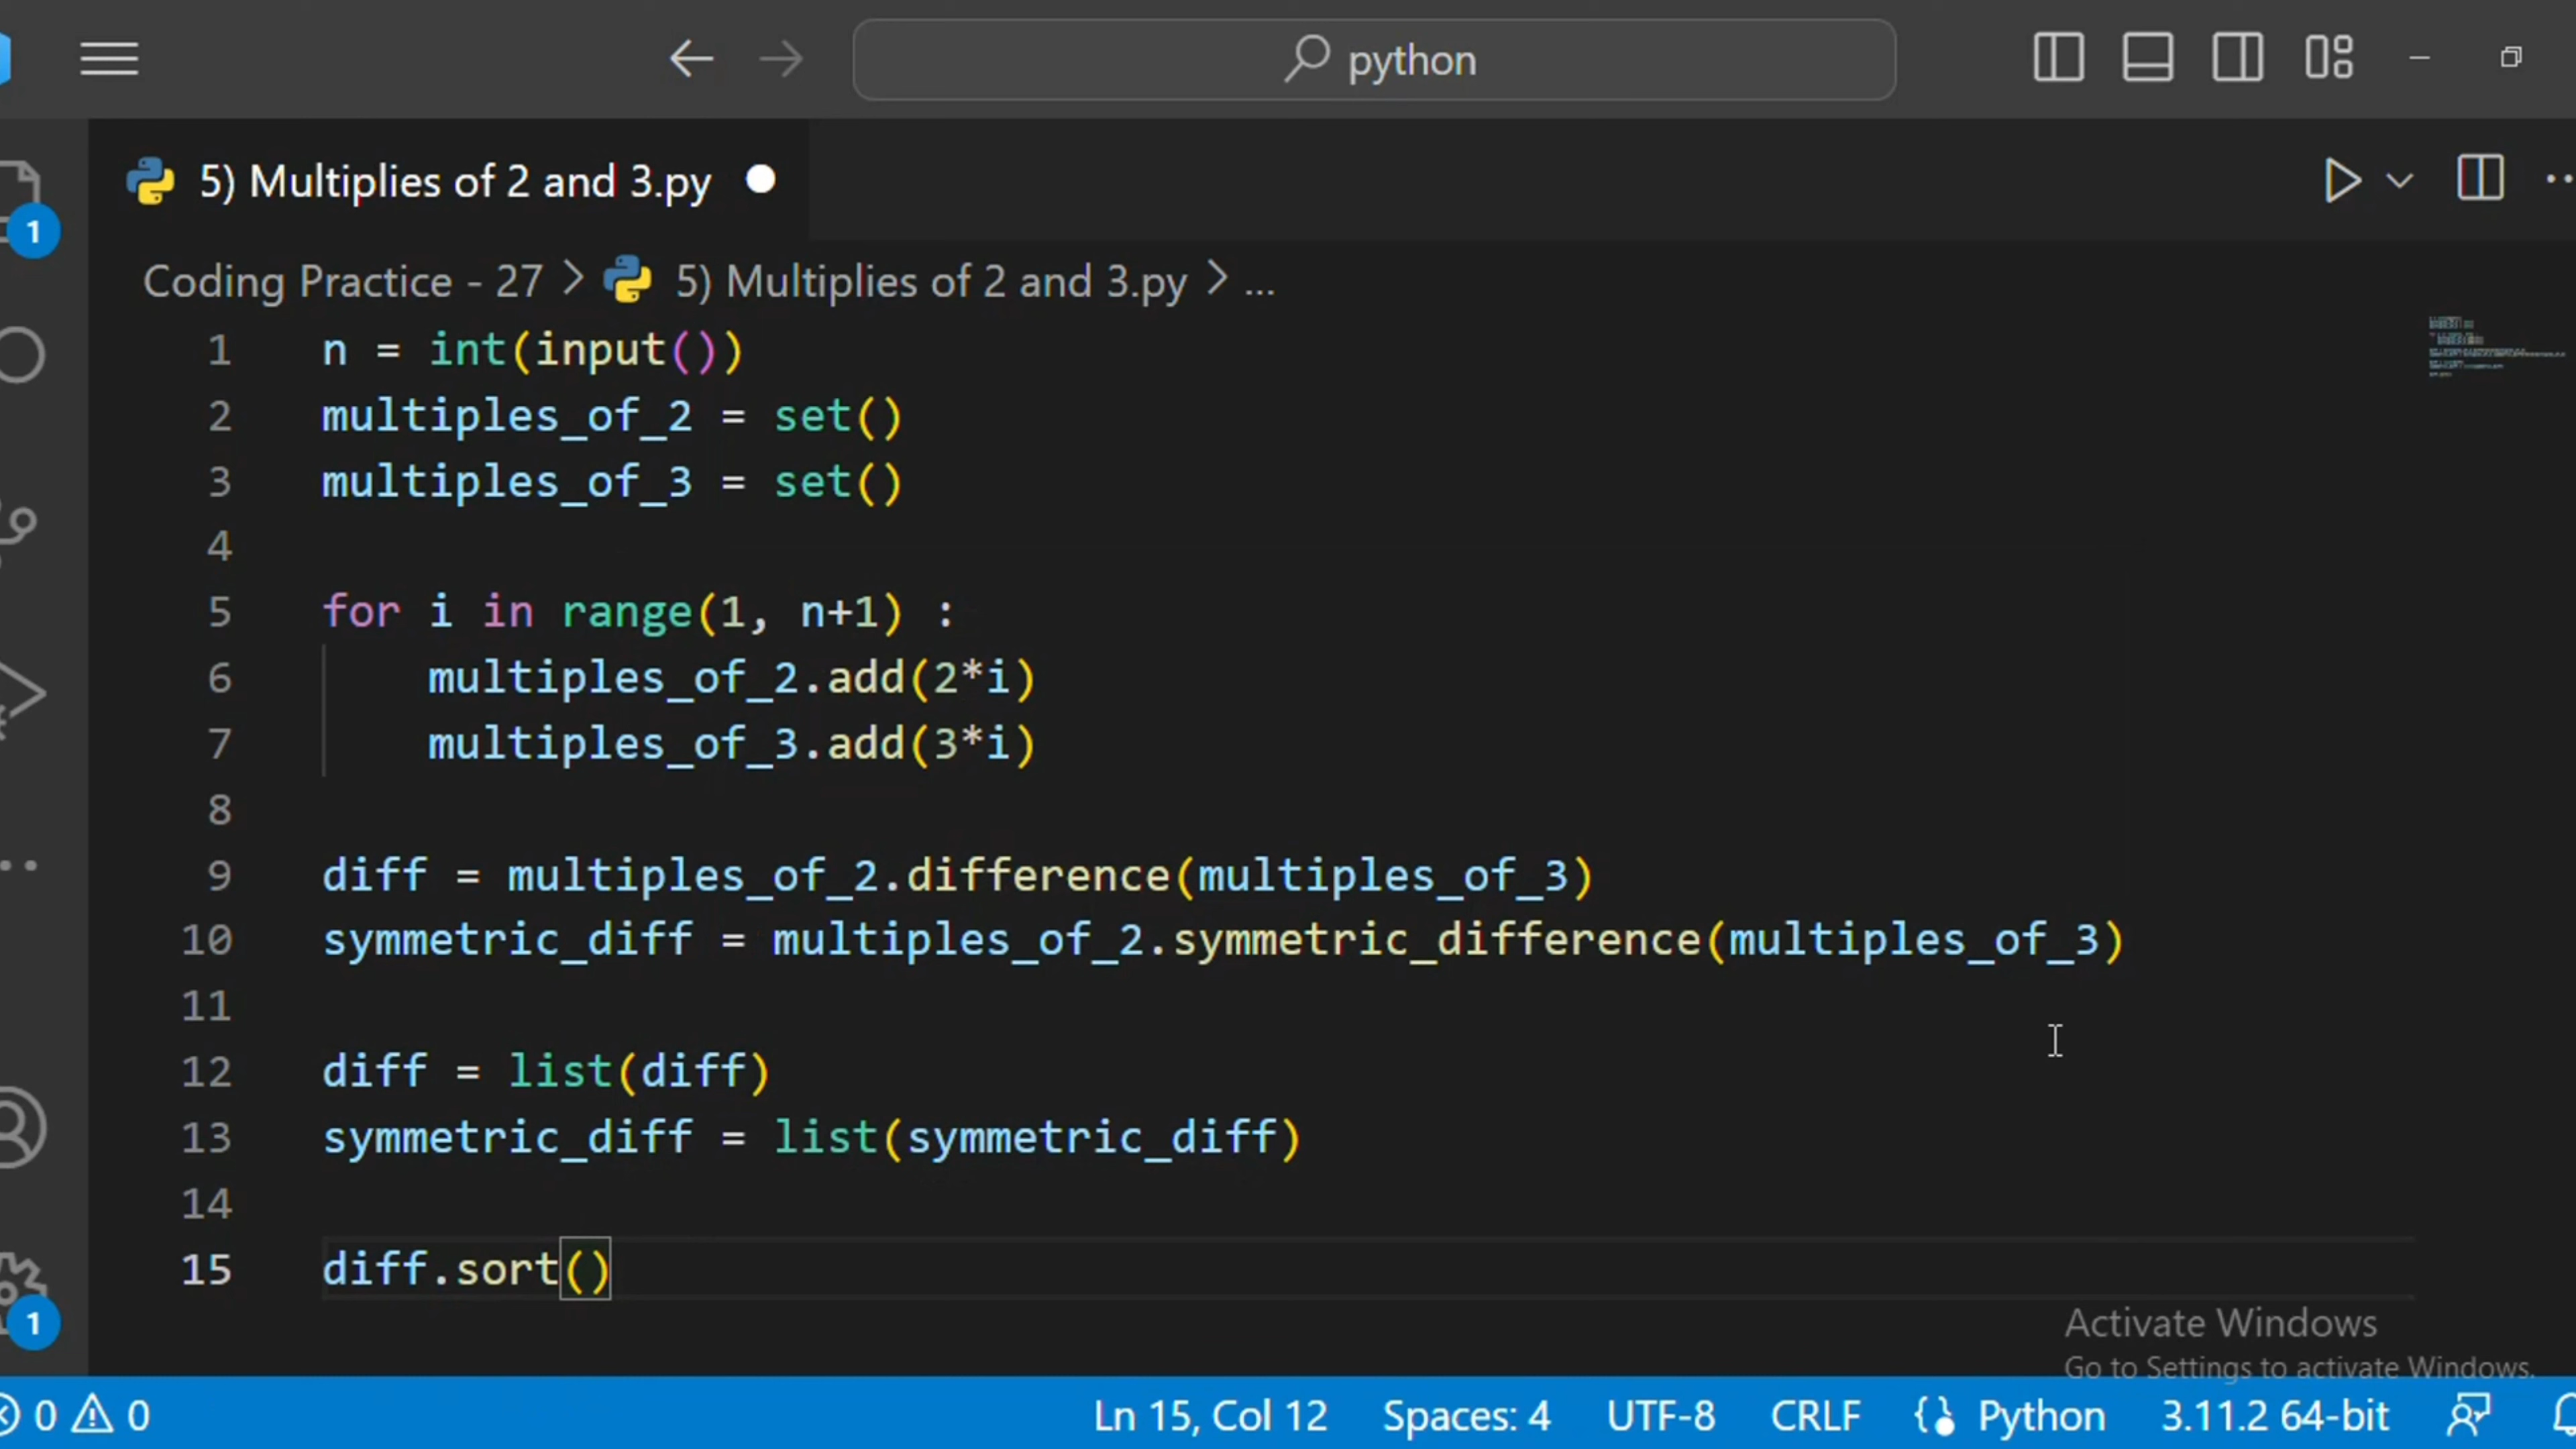 python
5) Multiplies of 2 and 3.py
1
Coding Practice - 27 > 5) Multiplies of 2 and 3.py > ...
1 n = int(input())
2 multiples_of_2 = set()
3 multiples_of_3 = set()
4
5 for i in range(1, n+1) :
6     multiples_of_2.add(2*i)
7     multiples_of_3.add(3*i)
8
9 diff = multiples_of_2.difference(multiples_of_3)
10 symmetric_diff = multiples_of_2.symmetric_difference(multiples_of_3)
11
12 diff = list(diff)
13 symmetric_diff = list(symmetric_diff)
14
15 diff.sort()
1
Activate Windows
Go to Settings to activate Windows.
0 0 Ln 15, Col 12 Spaces: 4 UTF-8 CRLF Python 3.11.2 64-bit